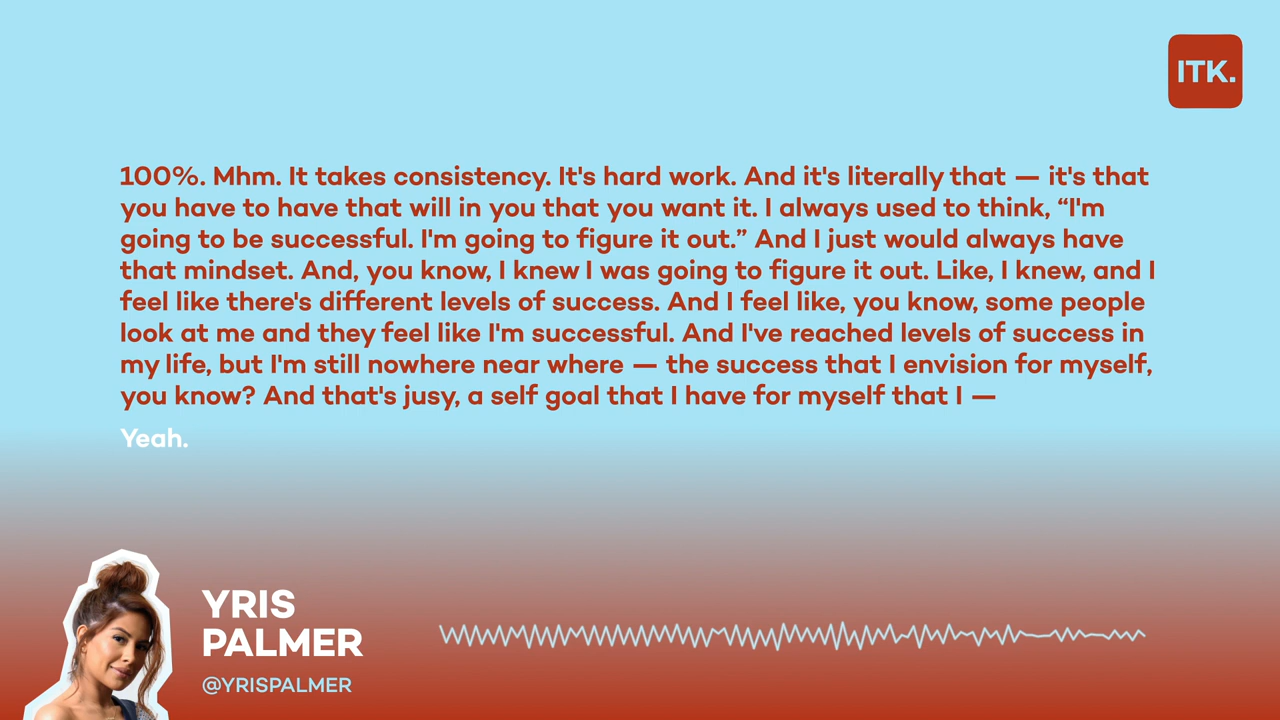 ITK.
100%. Mhm. It takes consistency. It's hard work. And it's literally that — it's that
you have to have that will in you that you want it. I always used to think, “I'm
going to be successful. I'm going to figure it out.” And I just would always have
that mindset. And, you know, I knew I was going to figure it out. Like, I knew, and I
feel like there's different levels of success. And I feel like, you know, some people
look at me and they feel like I'm successful. And I've reached levels of success in
my life, but I'm still nowhere near where — the success that I envision for myself,
you know? And that's jusy, a self goal that I have for myself that I —
Yeah.
YRIS
PALMER
@YRISPALMER